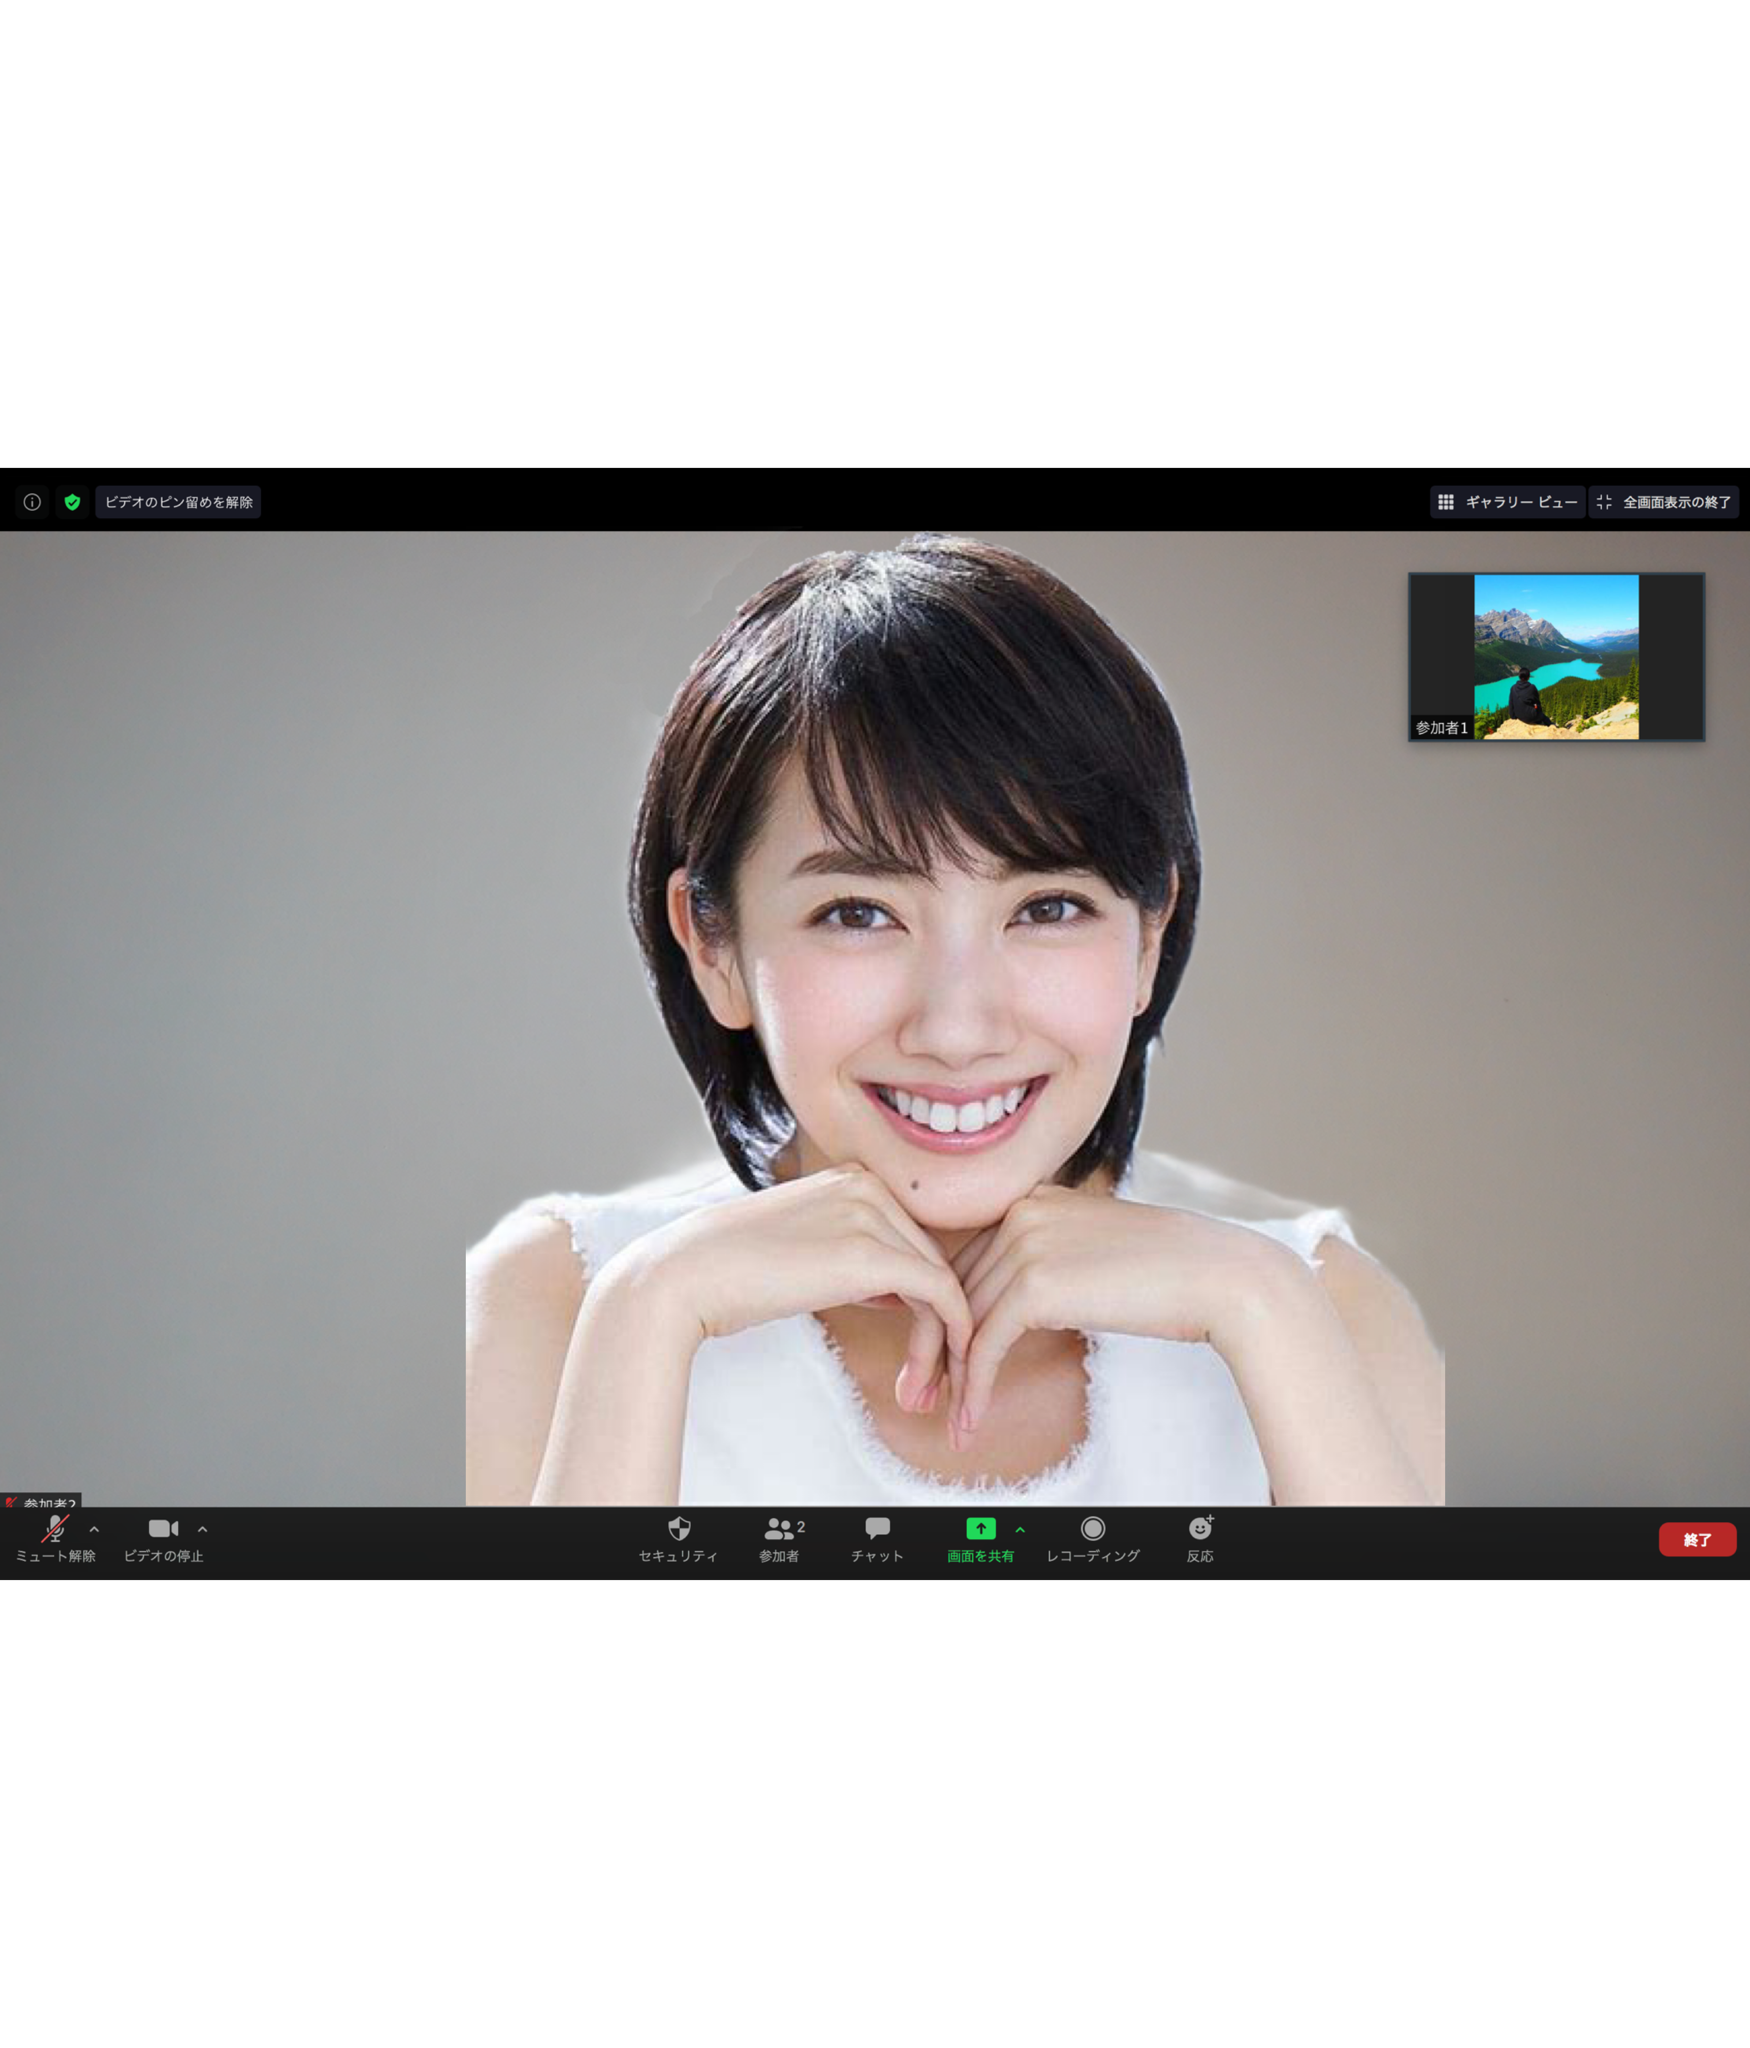 ビデオのピン留めを解除
ギャラリー ビュー
全画面表示の終了
参加者1
参加者2
ミュート解除
ビデオの停止
セキュリティ
参加者
2
チャット
画面を共有
レコーディング
反応
終了